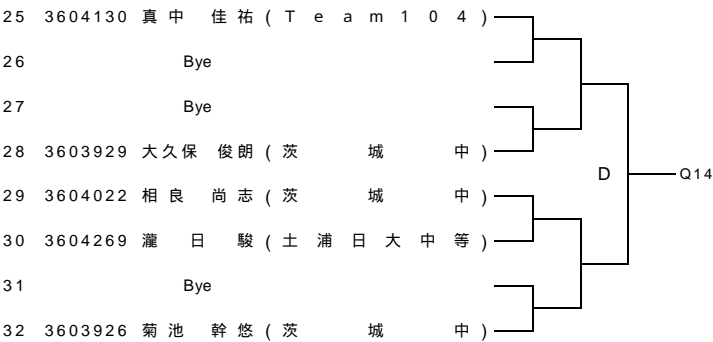 25 3604130 真中 佳祐(Team104)
26 Bye
27 Bye
28 3603929 大久保 俊朗(茨城中)
D Q14
29 3604022 相良 尚志(茨城中)
30 3604269 瀧 日 駿(土浦日大中等)
31 Bye
32 3603926 菊池 幹悠(茨城中)